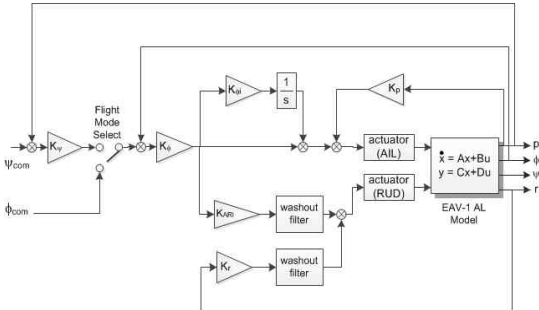 Kϕi
1
s
Kp
Flight
Mode
Select
Kψ
Kϕ
ψcom
ϕcom
actuator
(AIL)
actuator
(RUD)
ẋ = Ax+Bu
y = Cx+Du
EAV-1 AL
Model
p
ϕ
ψ
r
KARI
washout
filter
Kr
washout
filter